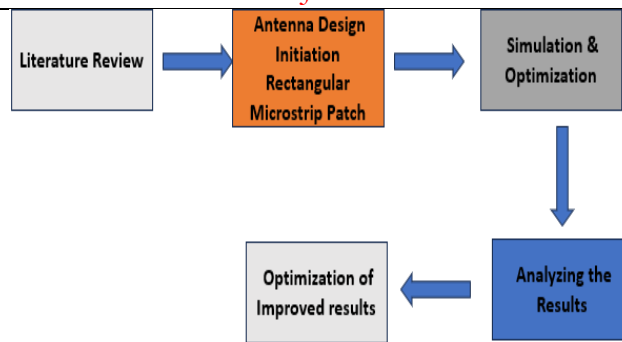 Literature Review
Antenna Design
Initiation
Rectangular
Microstrip Patch
Simulation &
Optimization
Analyzing the
Results
Optimization of
Improved results